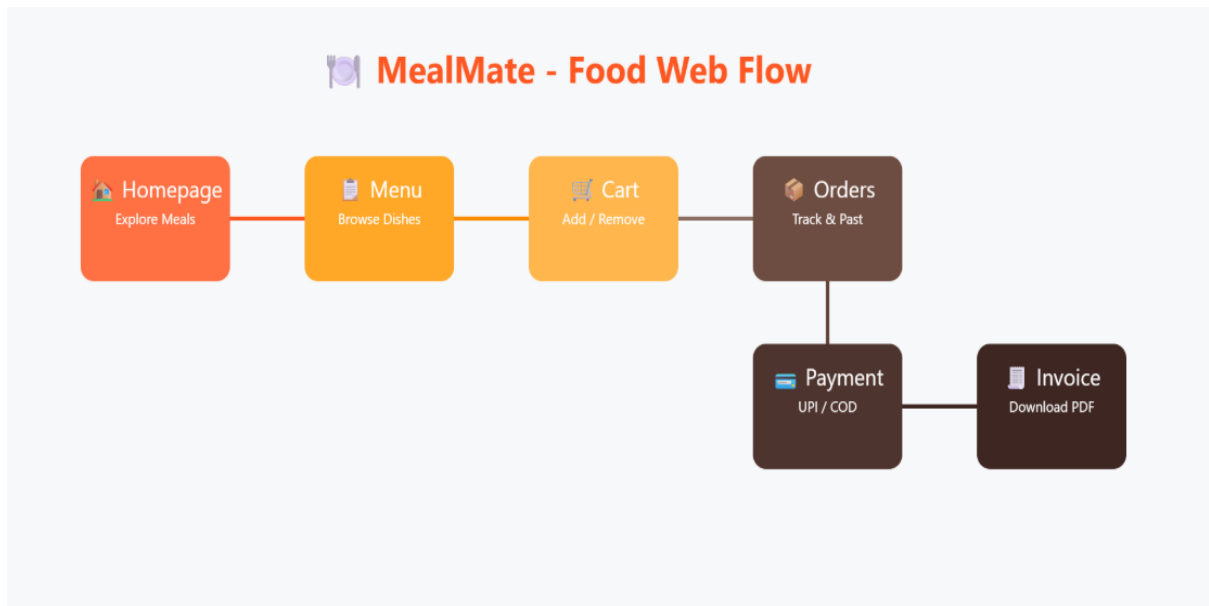 MealMate - Food Web Flow
Homepage
Explore Meals
Menu
Browse Dishes
Cart
Add / Remove
Orders
Track & Past
Payment
UPI / COD
Invoice
Download PDF